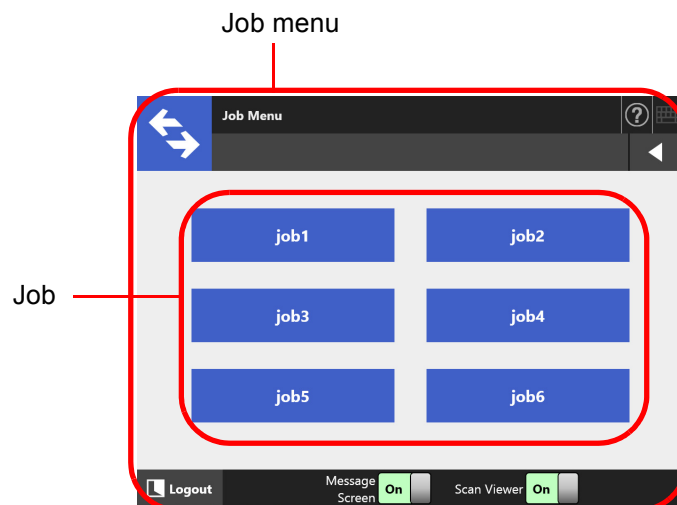 Job menu
Job Menu
?
job1 job2
Job
job3 job4
job5 job6
Logout Message Screen On Scan Viewer On